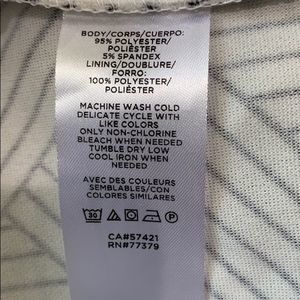 BODY/CORPS/CUERPO:
95% POLYESTER/
POLIÉSTER
5% SPANDEX
LINING/DOUBLURE/
FORRO:
100% POLYESTER/
POLIÉSTER
MACHINE WASH COLD
DELICATE CYCLE WITH
LIKE COLORS
ONLY NON-CHLORINE
BLEACH WHEN NEEDED
TUMBLE DRY LOW
COOL IRON WHEN
NEEDED
AVEC DES COULEURS
SEMBLABLES/CON
COLORES SIMILARES
30 P
CA#57421
RN#77379